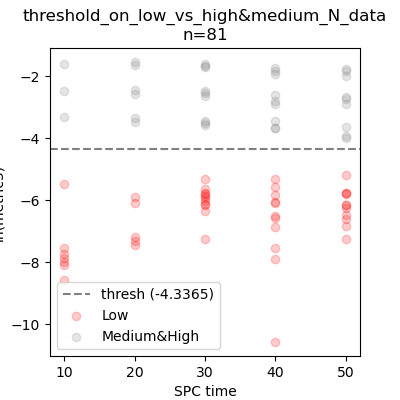 threshold_on_low_vs_high&medium_N_data
n=81
−2
−4
−6
−8
−10
ln(metrics)
thresh (-4.3365)
Low
Medium&High
10
20
30
40
50
SPC time